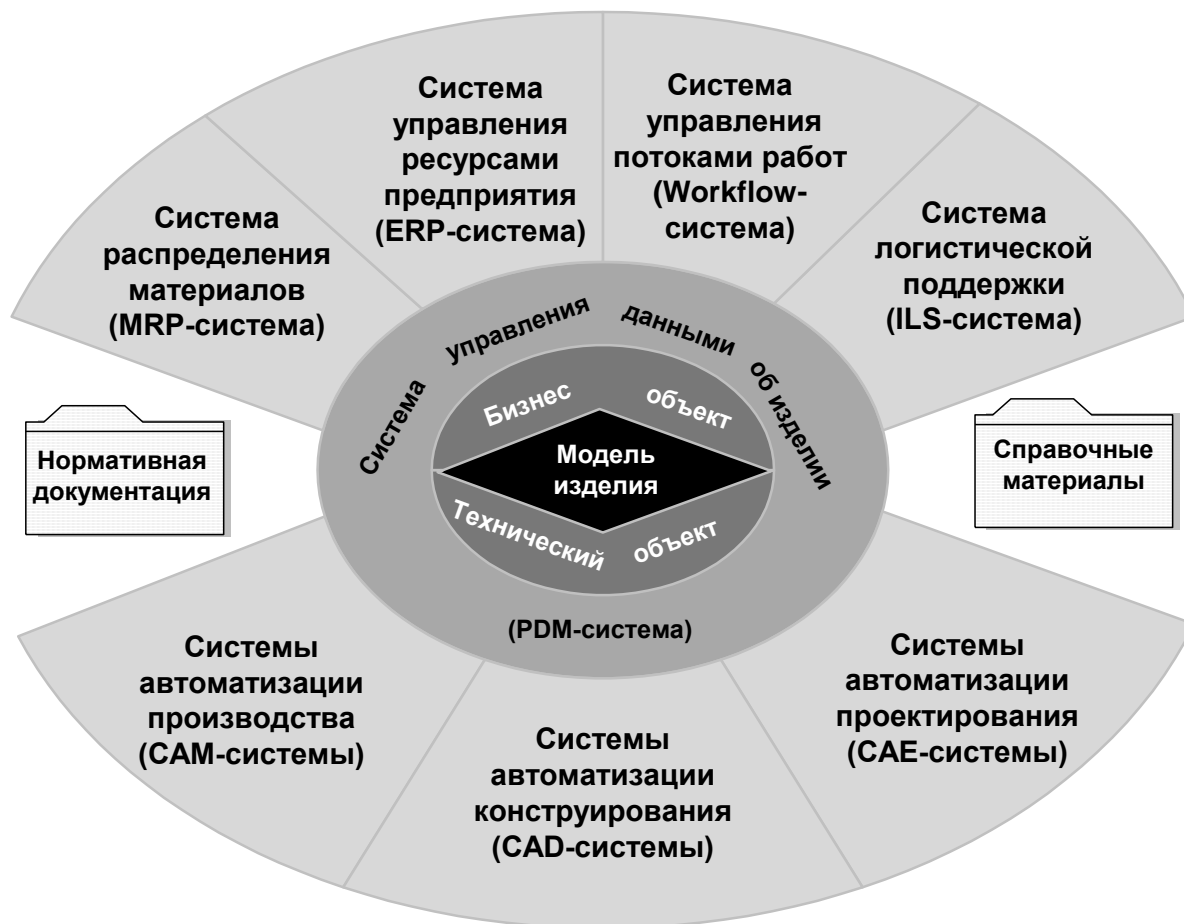 Система
управления
ресурсами
предприятия
(ERP-система)
Система
управления
потоками работ
(Workflow-
система)
Система
распределения
материалов
(MRP-система)
Система
логистической
поддержки
(ILS-система)
Система управления данными об изделии
Бизнес объект
Модель
изделия
Технический объект
(PDM-система)
Нормативная
документация
Справочные
материалы
Системы
автоматизации
производства
(CAM-системы)
Системы
автоматизации
конструирования
(CAD-системы)
Системы
автоматизации
проектирования
(CAE-системы)